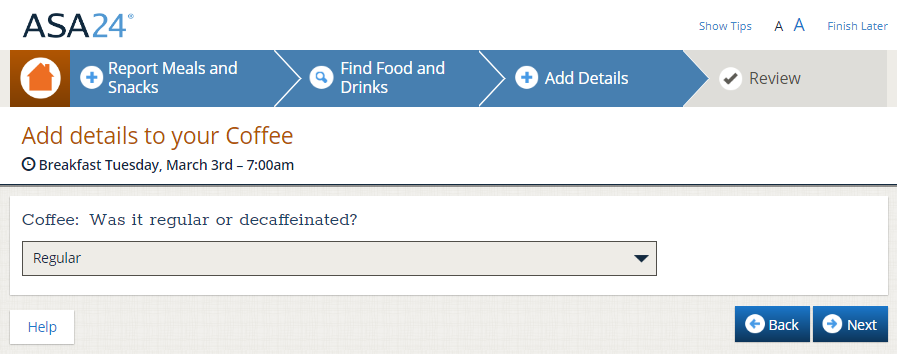 ASA24®
Show Tips A A Finish Later
Report Meals and
Snacks
Find Food and
Drinks
Add Details
Review
Add details to your Coffee
Breakfast Tuesday, March 3rd – 7:00am
Coffee: Was it regular or decaffeinated?
Regular
Help
Back
Next